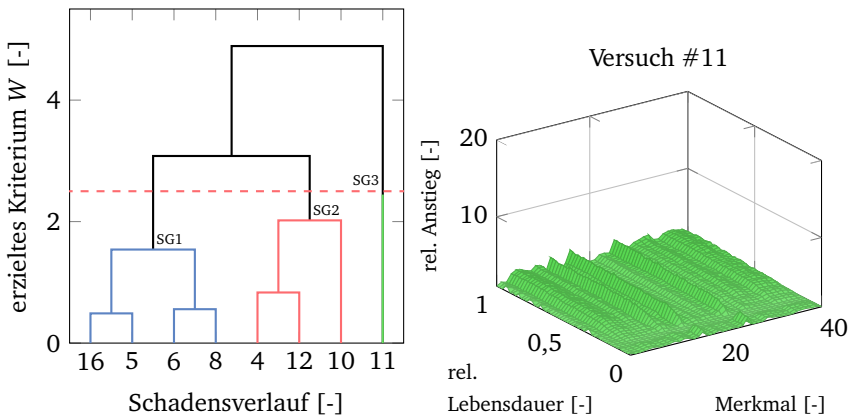 erzieltes Kriterium W [-]
4
2
0
SG1
SG2
SG3
16 5 6 8 4 12 10 11
Schadensverlauf [-]
Versuch #11
rel. Anstieg [-]
20
10
1
0,5
0
20
40
rel.
Lebensdauer [-]
Merkmal [-]